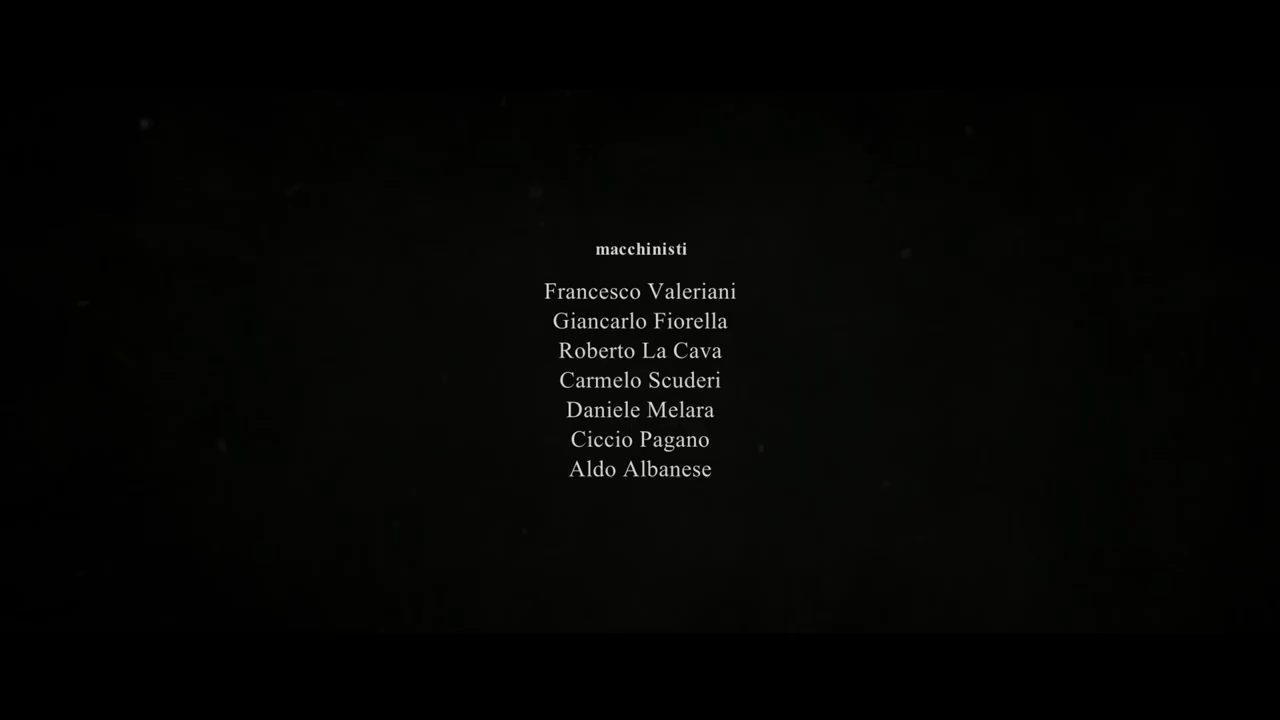 macchinisti
Francesco Valeriani
Giancarlo Fiorella
Roberto La Cava
Carmelo Scuderi
Daniele Melara
Ciccio Pagano
Aldo Albanese